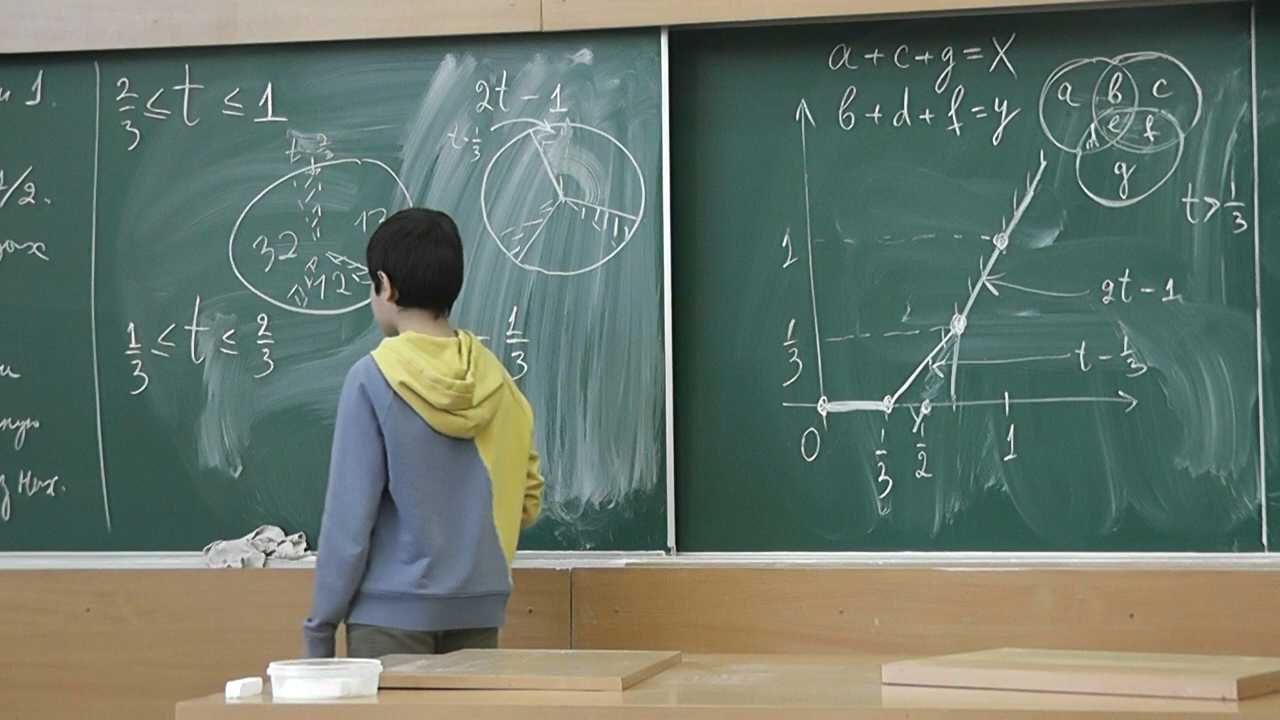 1.
2/3 ≤ t ≤ 1
1/2.
32
12
1/3 ≤ t ≤ 2/3
2t - 1
t - 1/3
1/3
a + c + g = X
b + d + f = y
a b c
d e f
g
t > 1/3
1
2t - 1
1/3
t - 1/3
0
1/3
1/2
1